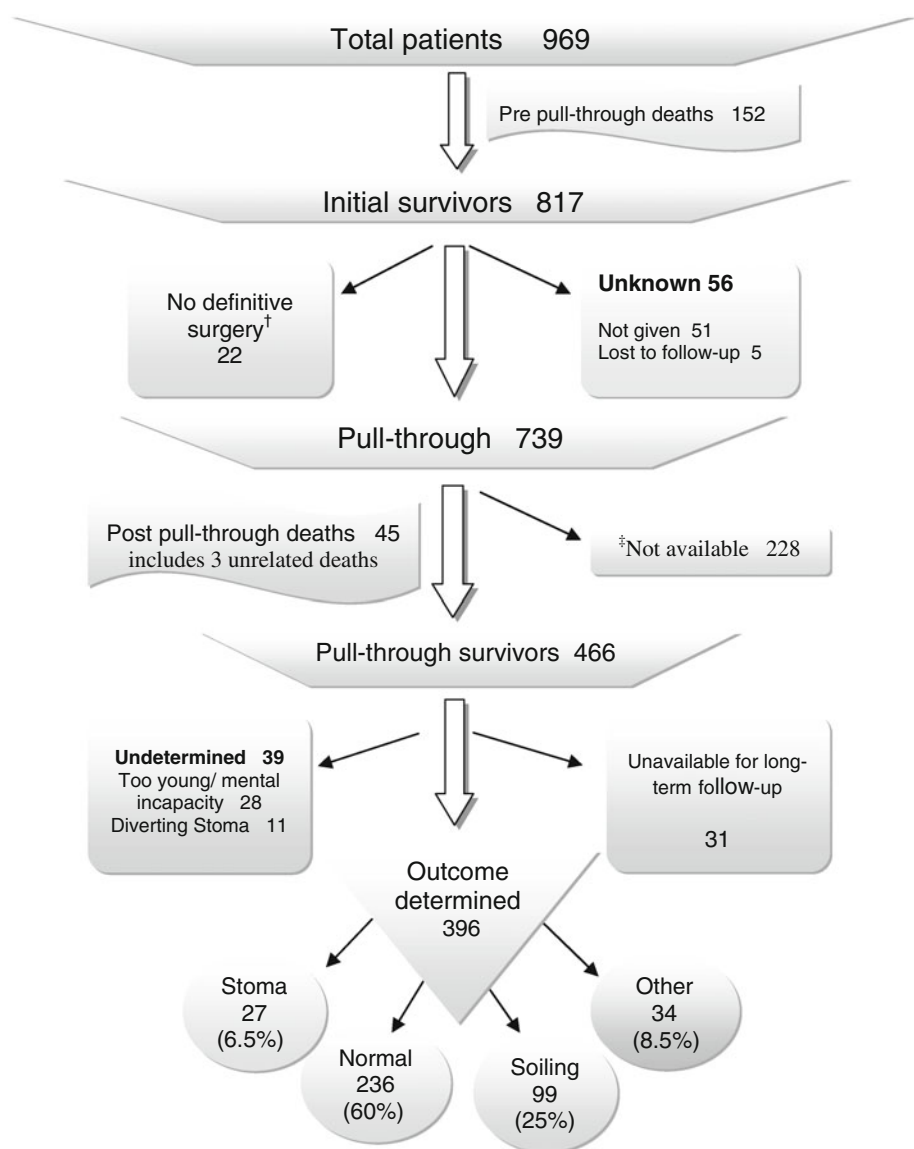 Total patients 969
Pre pull-through deaths 152
Initial survivors 817
No definitive
surgery†
22
Unknown 56
Not given 51
Lost to follow-up 5
Pull-through 739
Post pull-through deaths 45
includes 3 unrelated deaths
‡Not available 228
Pull-through survivors 466
Undetermined 39
Too young/ mental
incapacity 28
Diverting Stoma 11
Unavailable for long-
term follow-up
31
Outcome
determined
396
Stoma
27
(6.5%)
Normal
236
(60%)
Soiling
99
(25%)
Other
34
(8.5%)